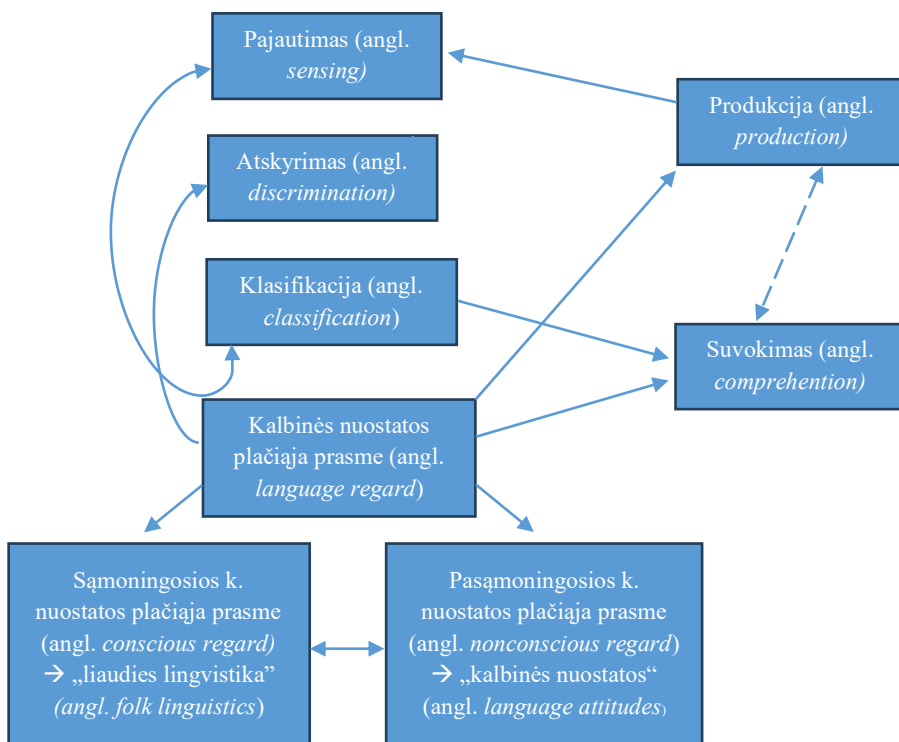 Pajautimas (angl.
sensing)
Produkcija (angl.
production)
Atskyrimas (angl.
discrimination)
Klasifikacija (angl.
classification)
Suvokimas (angl.
comprehention)
Kalbinės nuostatos
plačiąja prasme (angl.
language regard)
Sąmoningosios k.
nuostatos plačiąja prasme
(angl. conscious regard)
→ „liaudies lingvistika”
(angl. folk linguistics)
Pasąmoningosios k.
nuostatos plačiąja prasme
(angl. nonconscious regard)
→ „kalbinės nuostatos“
(angl. language attitudes)